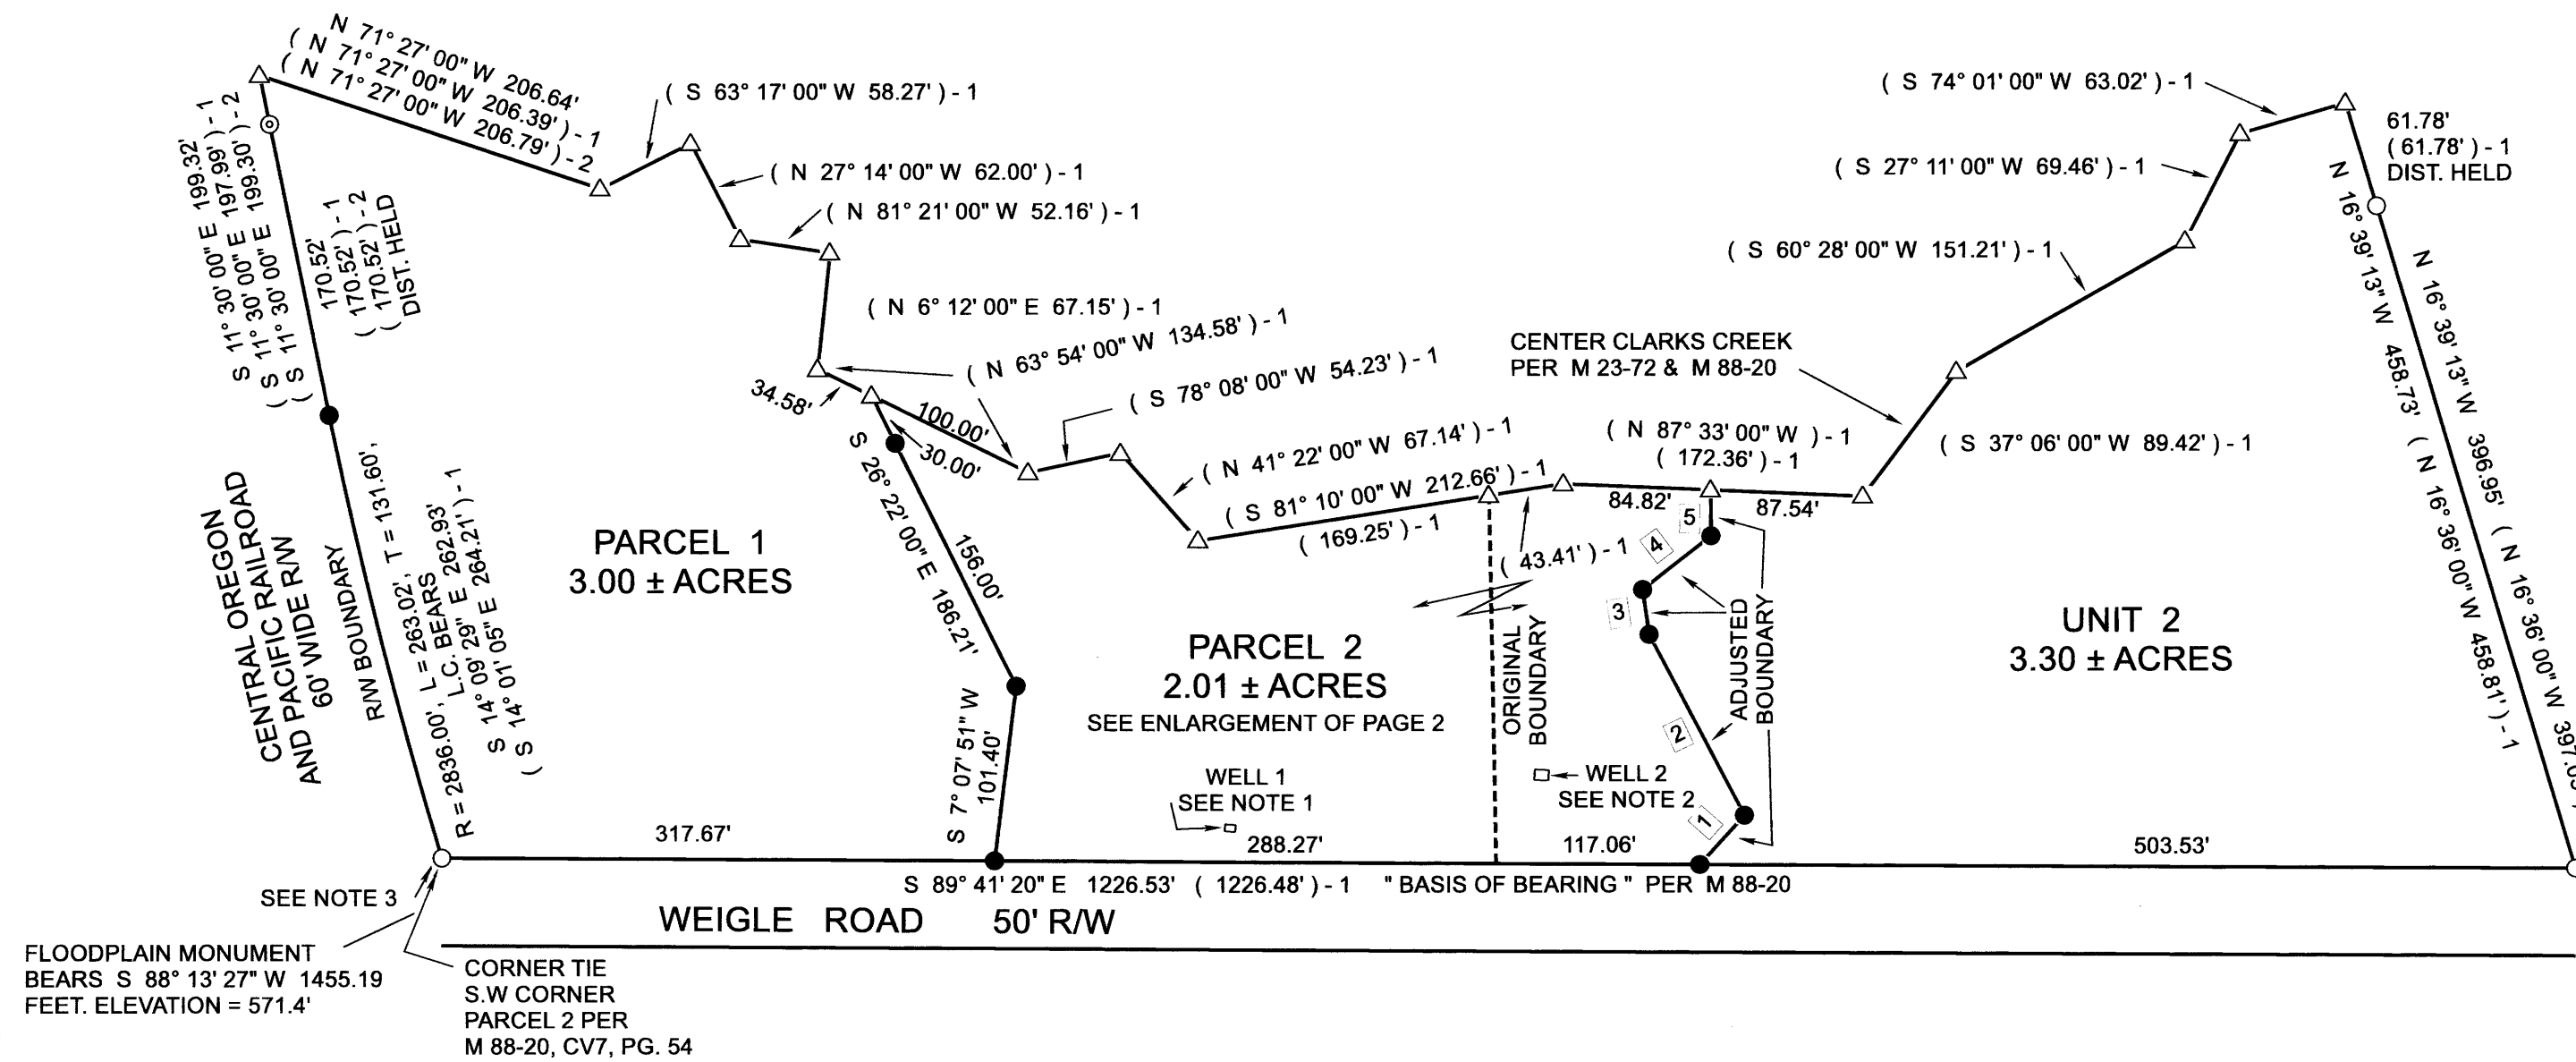 N 71° 27' 00" W 206.64'
( N 71° 27' 00" W 206.39' ) - 1
( N 71° 27' 00" W 206.79' ) - 2
( S 63° 17' 00" W 58.27' ) - 1
( N 27° 14' 00" W 62.00' ) - 1
( N 81° 21' 00" W 52.16' ) - 1
( N 6° 12' 00" E 67.15' ) - 1
( N 63° 54' 00" W 134.58' ) - 1
( S 78° 08' 00" W 54.23' ) - 1
34.58'
100.00'
30.00'
( N 41° 22' 00" W 67.14' ) - 1
( S 81° 10' 00" W 212.66' ) - 1
( 169.25' ) - 1
( 43.41' ) - 1
( N 87° 33' 00" W ) - 1
( 172.36' ) - 1
84.82'
87.54'
CENTER CLARKS CREEK
PER M 23-72 & M 88-20
( S 37° 06' 00" W 89.42' ) - 1
( S 60° 28' 00" W 151.21' ) - 1
( S 27° 11' 00" W 69.46' ) - 1
( S 74° 01' 00" W 63.02' ) - 1
61.78'
( 61.78' ) - 1
DIST. HELD
N 16° 39' 13" W 458.73' ( N 16° 36' 00" W 458.81' ) - 1
N 16° 39' 13" W 396.95' ( N 16° 36' 00" W
S 11° 30' 00" E 199.32'
( S 11° 30' 00" E 197.99' ) - 1
( S 11° 30' 00" E 199.30' ) - 2
170.52'
( 170.52' ) - 1
( 170.52' ) - 2
DIST. HELD
CENTRAL OREGON
AND PACIFIC RAILROAD
60' WIDE R/W
R/W BOUNDARY
R = 2836.00', L = 263.02', T = 131.60',
L.C. BEARS
S 14° 09' 29" E 262.93'
( S 14° 01' 05" E 264.21' ) - 1
PARCEL 1
3.00 ± ACRES
S 26° 22' 00" E 186.21'
156.00'
S 7° 07' 51" W
101.40'
PARCEL 2
2.01 ± ACRES
SEE ENLARGEMENT OF PAGE 2
ORIGINAL
BOUNDARY
ADJUSTED
BOUNDARY
5
4
3
2
1
UNIT 2
3.30 ± ACRES
WELL 1
SEE NOTE 1
WELL 2
SEE NOTE 2
317.67'
288.27'
117.06'
503.53'
S 89° 41' 20" E 1226.53' ( 1226.48' ) - 1 " BASIS OF BEARING " PER M 88-20
WEIGLE ROAD 50' R/W
SEE NOTE 3
FLOODPLAIN MONUMENT
BEARS S 88° 13' 27" W 1455.19
FEET. ELEVATION = 571.4'
CORNER TIE
S.W CORNER
PARCEL 2 PER
M 88-20, CV7, PG. 54